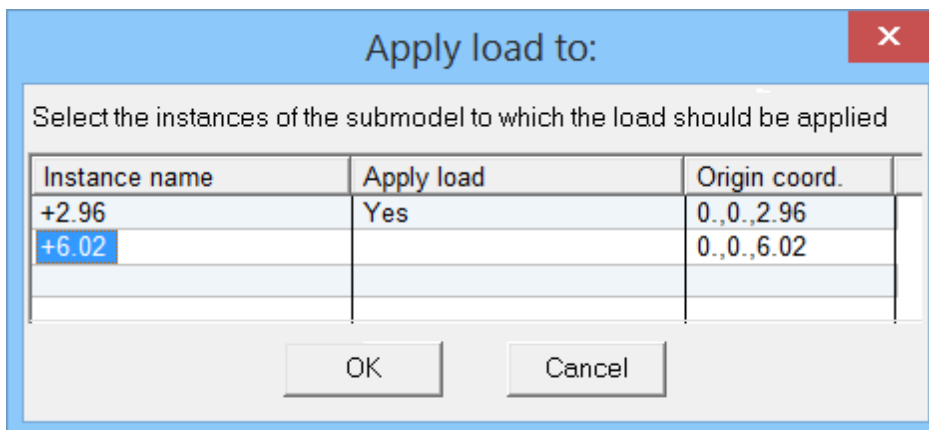 Apply load to:
Select the instances of the submodel to which the load should be applied
Instance name Apply load Origin coord.
+2.96 Yes 0.,0.,2.96
+6.02 0.,0.,6.02
OK Cancel